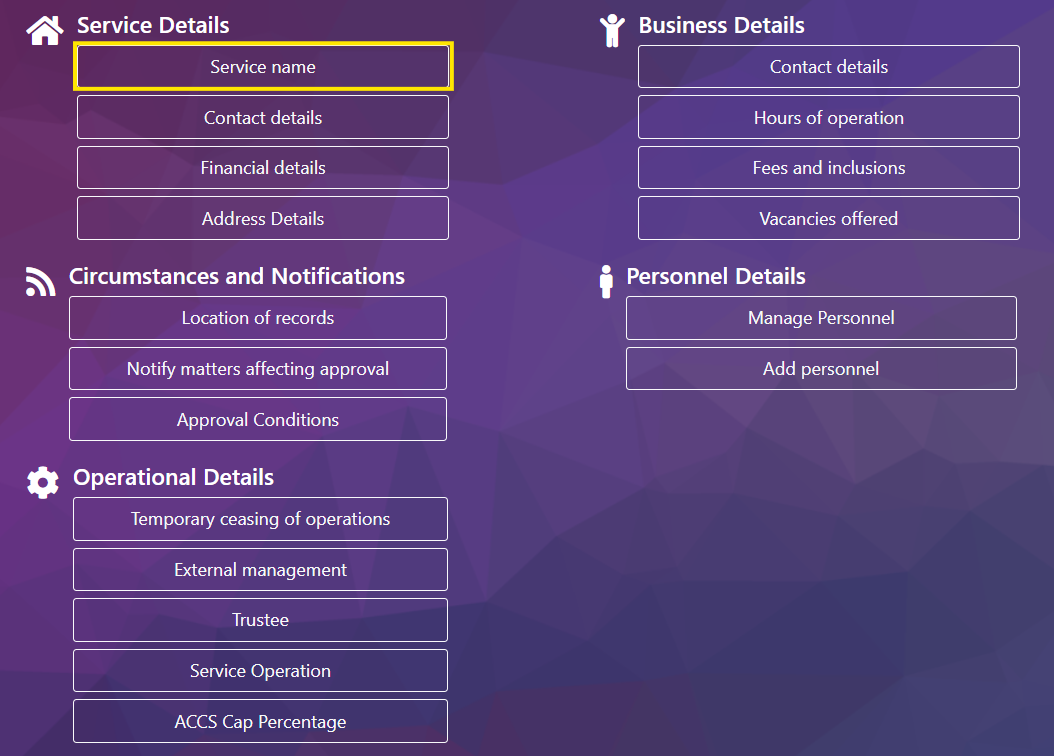 Service Details
Service name
Contact details
Financial details
Address Details
Circumstances and Notifications
Location of records
Notify matters affecting approval
Approval Conditions
Operational Details
Temporary ceasing of operations
External management
Trustee
Service Operation
ACCS Cap Percentage
Business Details
Contact details
Hours of operation
Fees and inclusions
Vacancies offered
Personnel Details
Manage Personnel
Add personnel